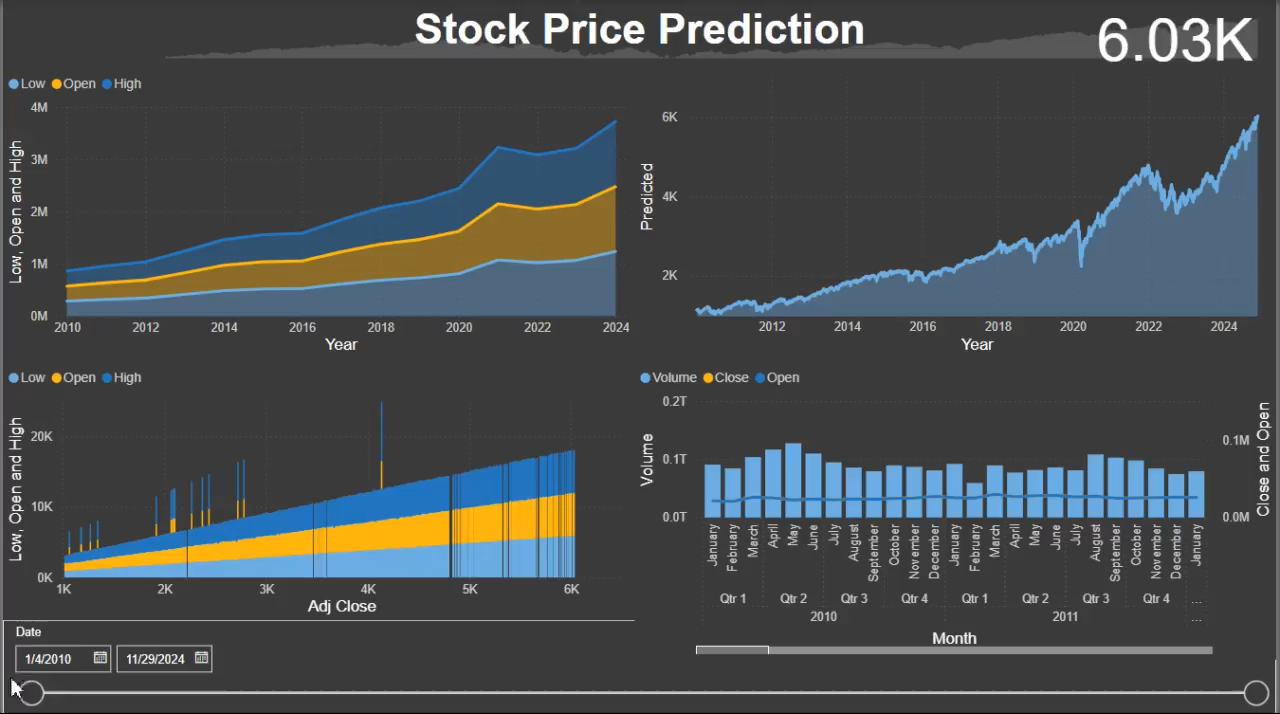 Stock Price Prediction
6.03K
Low Open High
Low, Open and High
4M
3M
2M
1M
0M
2010 2012 2014 2016 2018 2020 2022 2024
Year
Predicted
6K
4K
2K
2012 2014 2016 2018 2020 2022 2024
Year
Low Open High
Low, Open and High
20K
10K
0K
1K 2K 3K 4K 5K 6K
Adj Close
Volume Close Open
Volume
0.2T
0.1T
0.0T
0.1M
0.0M
Close and Open
January February March April May June July August September October November December January February March April May June July August September October November December January
Qtr 1 Qtr 2 Qtr 3 Qtr 4 Qtr 1 Qtr 2 Qtr 3 Qtr 4 ...
2010 2011 ...
Month
Date
1/4/2010 11/29/2024